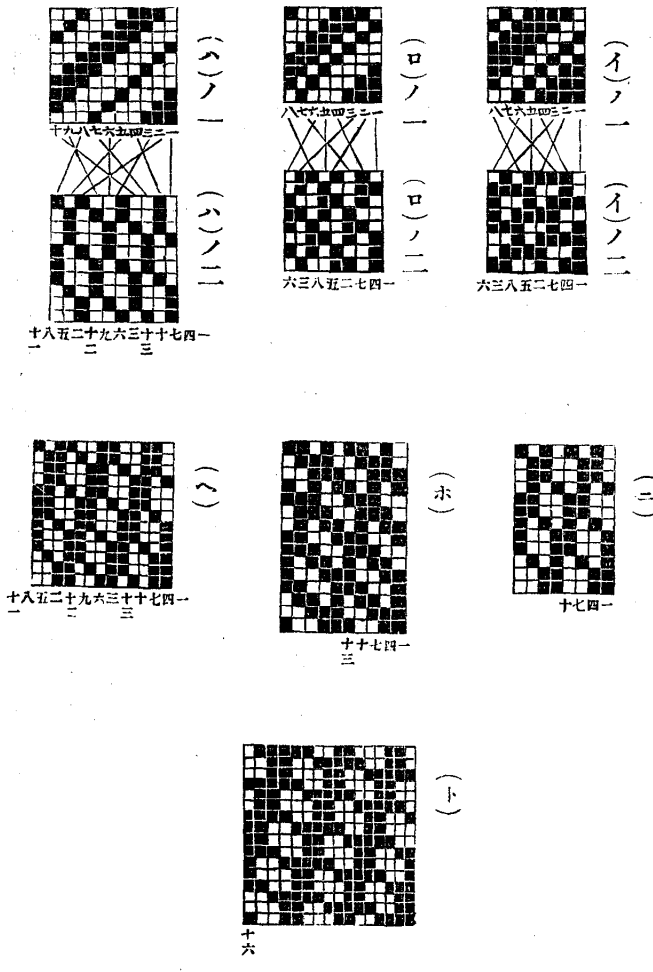 (イ)ノ一
一二三四五六七八
(イ)ノ二
一四七二五八三六
(ロ)ノ一
一二三四五六七八
(ロ)ノ二
一四七二五八三六
(ハ)ノ一
一二三四五六七八九十
(ハ)ノ二
一四七十十三三六九十二二五八十一
(ニ)
一四七十
(ホ)
一四七十十三
(ヘ)
一四七十十三三六九十二二五八十一
(ト)
十六